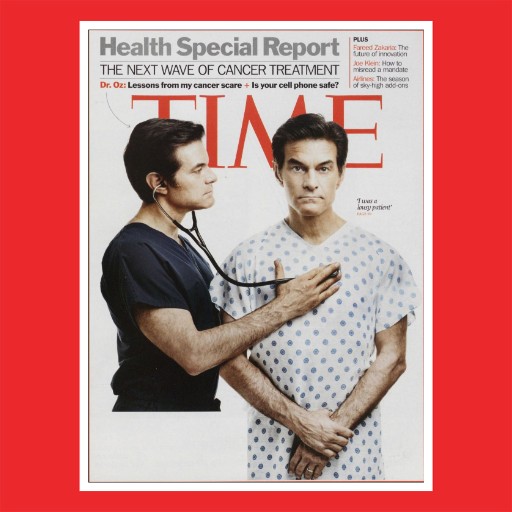 Health Special Report
THE NEXT WAVE OF CANCER TREATMENT
Dr. Oz: Lessons from my cancer scare + Is your cell phone safe?
PLUS
Fareed Zakaria: The
future of innovation
Joe Klein: How to
misread a mandate
Airlines: The season
of sky-high add-ons
TIME
'I was a
lousy patient'